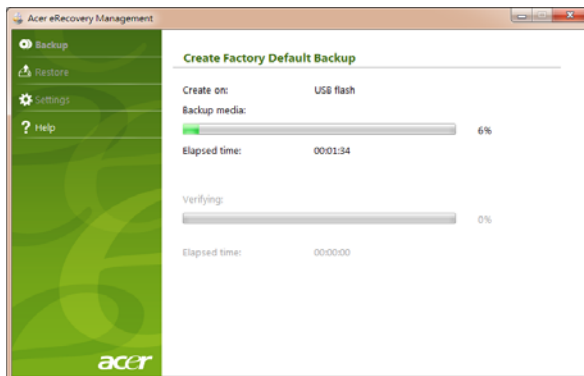 Acer eRecovery Management
Backup
Restore
Settings
Help
Create Factory Default Backup
Create on: USB flash
Backup media:
6%
Elapsed time: 00:01:34
Verifying:
0%
Elapsed time: 00:00:00
acer